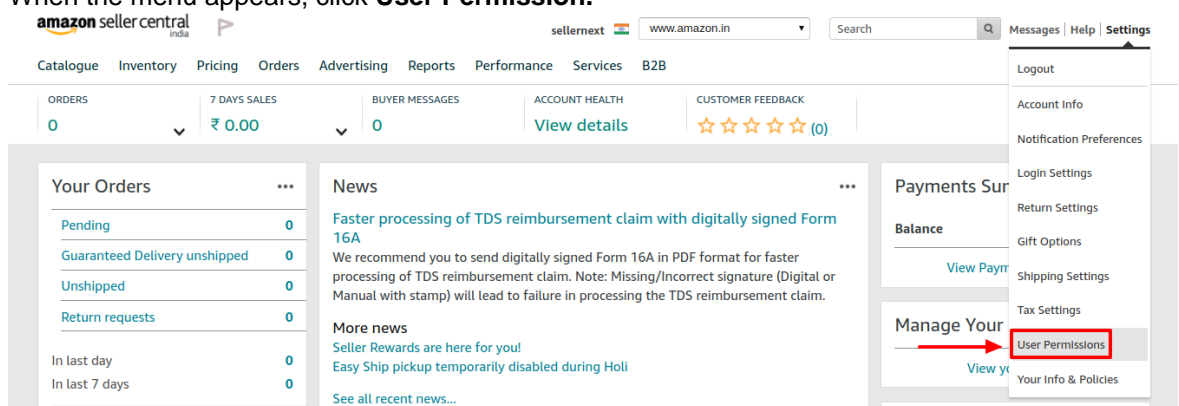 When the menu appears, click User Permission.
amazon seller central
india
sellernext www.amazon.in Search Messages | Help | Settings
Catalogue Inventory Pricing Orders Advertising Reports Performance Services B2B
ORDERS 7 DAYS SALES BUYER MESSAGES ACCOUNT HEALTH CUSTOMER FEEDBACK
0 ₹ 0.00 0 View details (0)
Your Orders
Pending 0
Guaranteed Delivery unshipped 0
Unshipped 0
Return requests 0
In last day 0
In last 7 days 0
News
Faster processing of TDS reimbursement claim with digitally signed Form
16A
We recommend you to send digitally signed Form 16A in PDF format for faster
processing of TDS reimbursement claim. Note: Missing/Incorrect signature (Digital or
Manual with stamp) will lead to failure in processing the TDS reimbursement claim.
More news
Seller Rewards are here for you!
Easy Ship pickup temporarily disabled during Holi
See all recent news...
Payments Sur
Balance
View Paym
Manage Your
View yo
Logout
Account Info
Notification Preferences
Login Settings
Return Settings
Gift Options
Shipping Settings
Tax Settings
User Permissions
Your Info & Policies